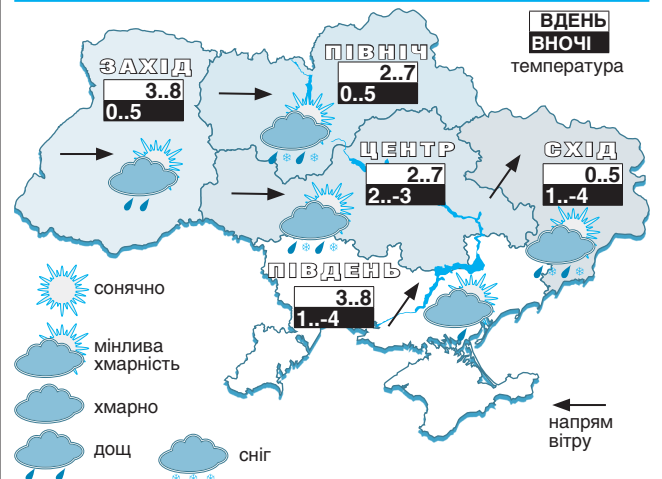 ВДЕНЬ
ВНОЧІ
температура
ЗАХІД
3..8
0..5
ПІВНІЧ
2..7
0..5
ЦЕНТР
2..7
2..-3
СХІД
0..5
1..-4
ПІВДЕНЬ
3..8
1..-4
сонячно
мінлива
хмарність
хмарно
дощ
сніг
напрям
вітру